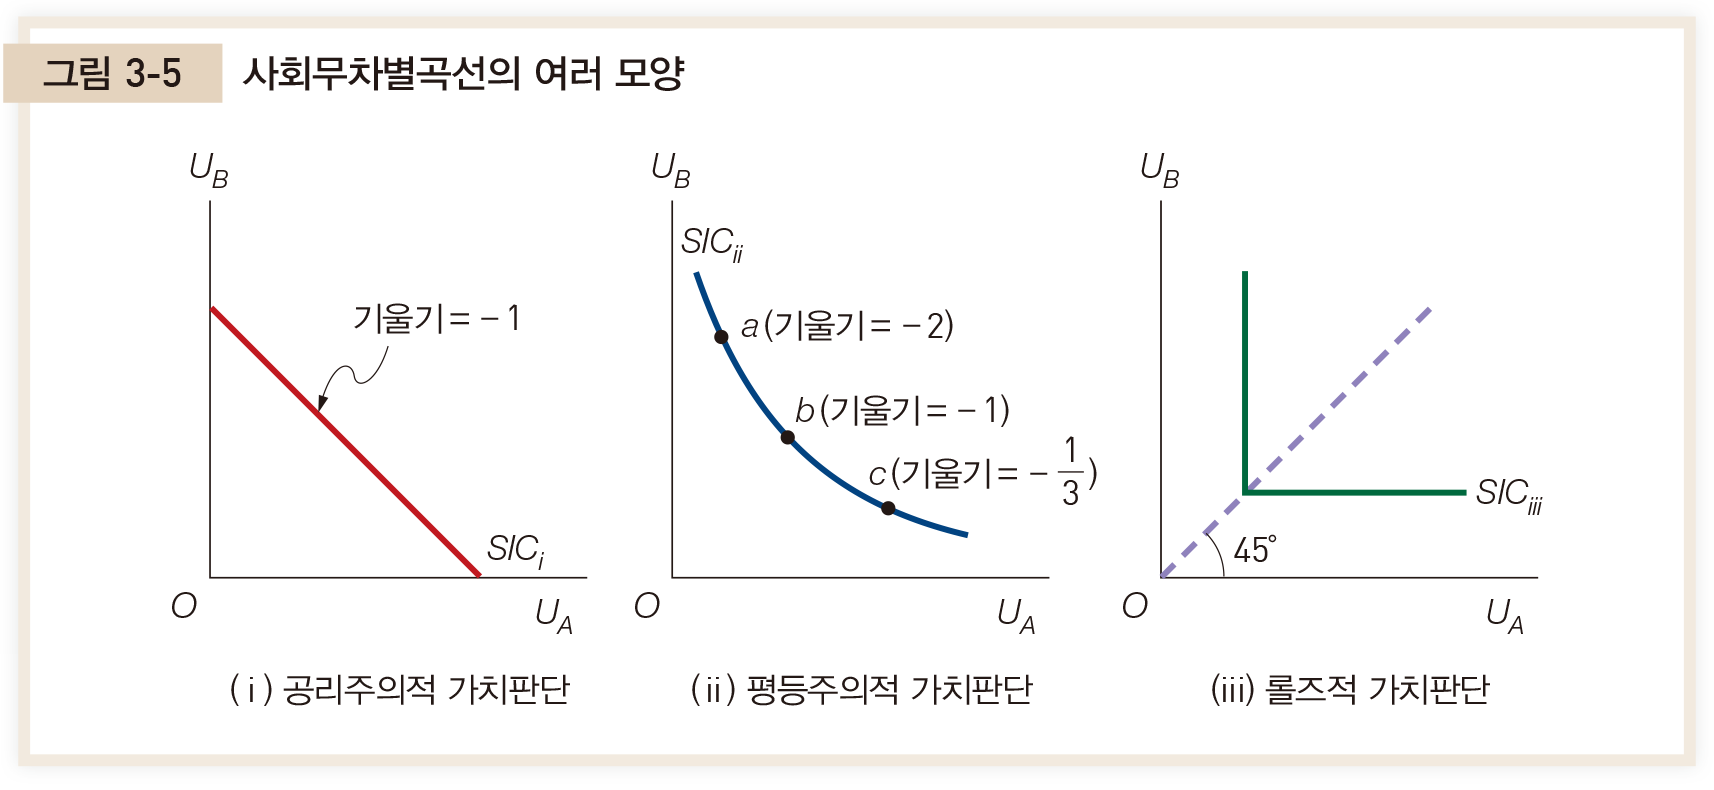 그림 3-5 사회무차별곡선의 여러 모양
U_B
기울기=-1
SIC_i
O
U_A
(i) 공리주의적 가치판단
U_B
SIC_ii
a(기울기=-2)
b(기울기=-1)
c(기울기=-1/3)
O
U_A
(ii) 평등주의적 가치판단
U_B
SIC_iii
45°
O
U_A
(iii) 롤즈적 가치판단